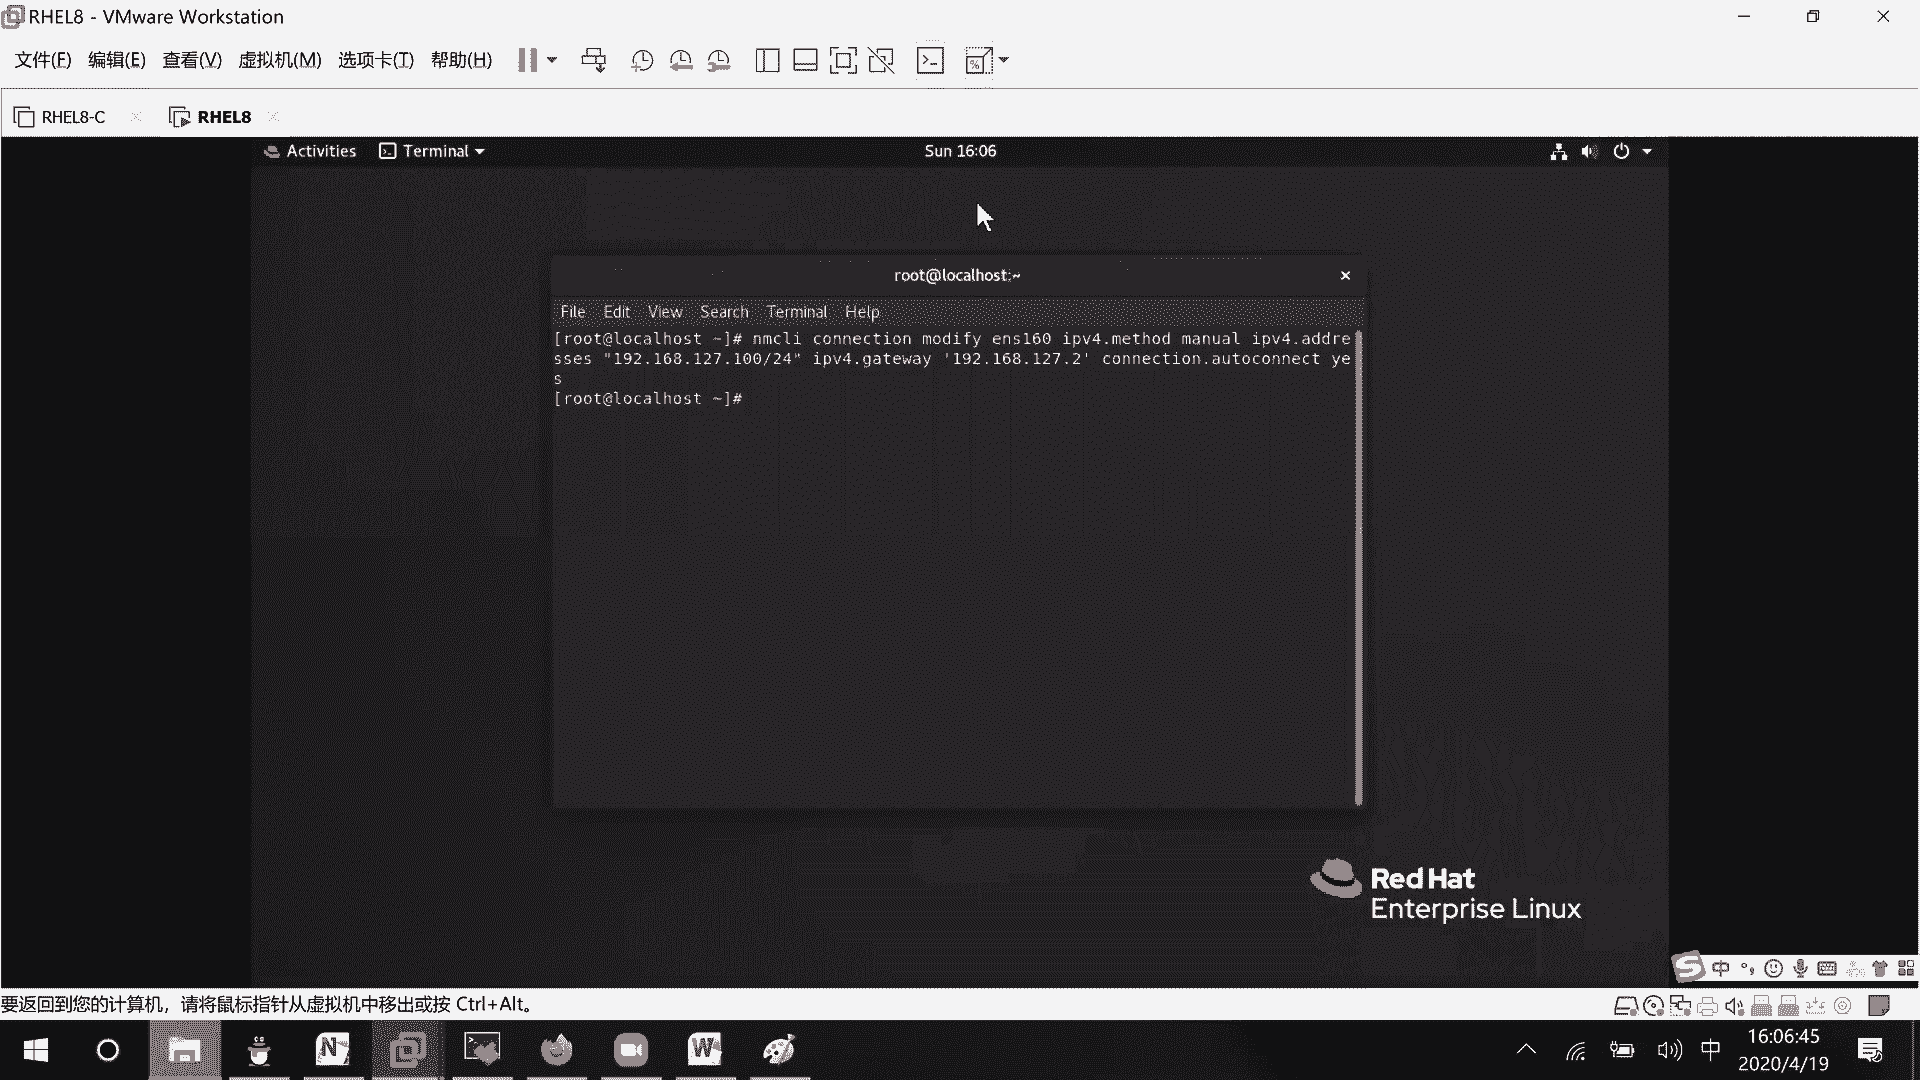 RHEL8 - VMware Workstation
文件(F) 编辑(E) 查看(V) 虚拟机(M) 选项卡(T) 帮助(H)
RHEL8-C RHEL8
Activities Terminal Sun 16:06
root@localhost:~
File Edit View Search Terminal Help
[root@localhost ~]# nmcli connection modify ens160 ipv4.method manual ipv4.addre
sses "192.168.127.100/24" ipv4.gateway '192.168.127.2' connection.autoconnect ye
s
[root@localhost ~]#
Red Hat
Enterprise Linux
中
要返回到您的计算机，请将鼠标指针从虚拟机中移出或按 Ctrl+Alt。
中 16:06:45
2020/4/19